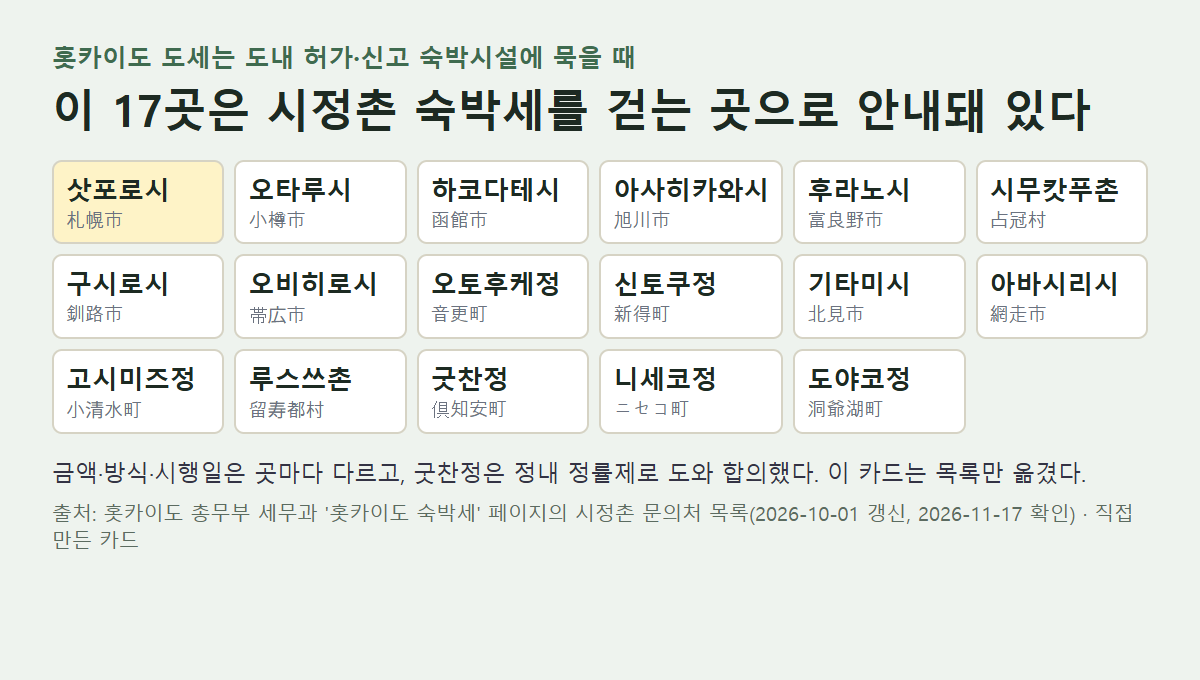 홋카이도 도세는 도내 허가·신고 숙박시설에 묵을 때
이 17곳은 시정촌 숙박세를 걷는 곳으로 안내돼 있다
삿포로시
札幌市
오타루시
小樽市
하코다테시
函館市
아사히카와시
旭川市
후라노시
富良野市
시무캇푸촌
占冠村
구시로시
釧路市
오비히로시
帯広市
오토후케정
音更町
신토쿠정
新得町
기타미시
北見市
아바시리시
網走市
고시미즈정
小清水町
루스쓰촌
留寿都村
굿찬정
倶知安町
니세코정
ニセコ町
도야코정
洞爺湖町
금액·방식·시행일은 곳마다 다르고, 굿찬정은 정내 정률제로 도와 합의했다. 이 카드는 목록만 옮겼다.
출처: 홋카이도 총무부 세무과 '홋카이도 숙박세' 페이지의 시정촌 문의처 목록(2026-10-01 갱신, 2026-11-17 확인) · 직접
만든 카드